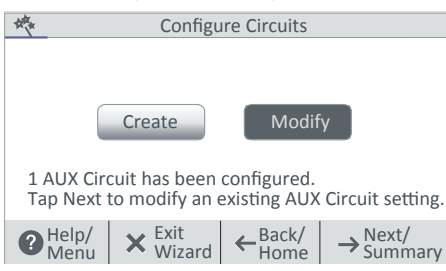 Configure Circuits
Create
Modify
1 AUX Circuit has been configured.
Tap Next to modify an existing AUX Circuit setting.
Help/
Menu
Exit
Wizard
Back/
Home
Next/
Summary